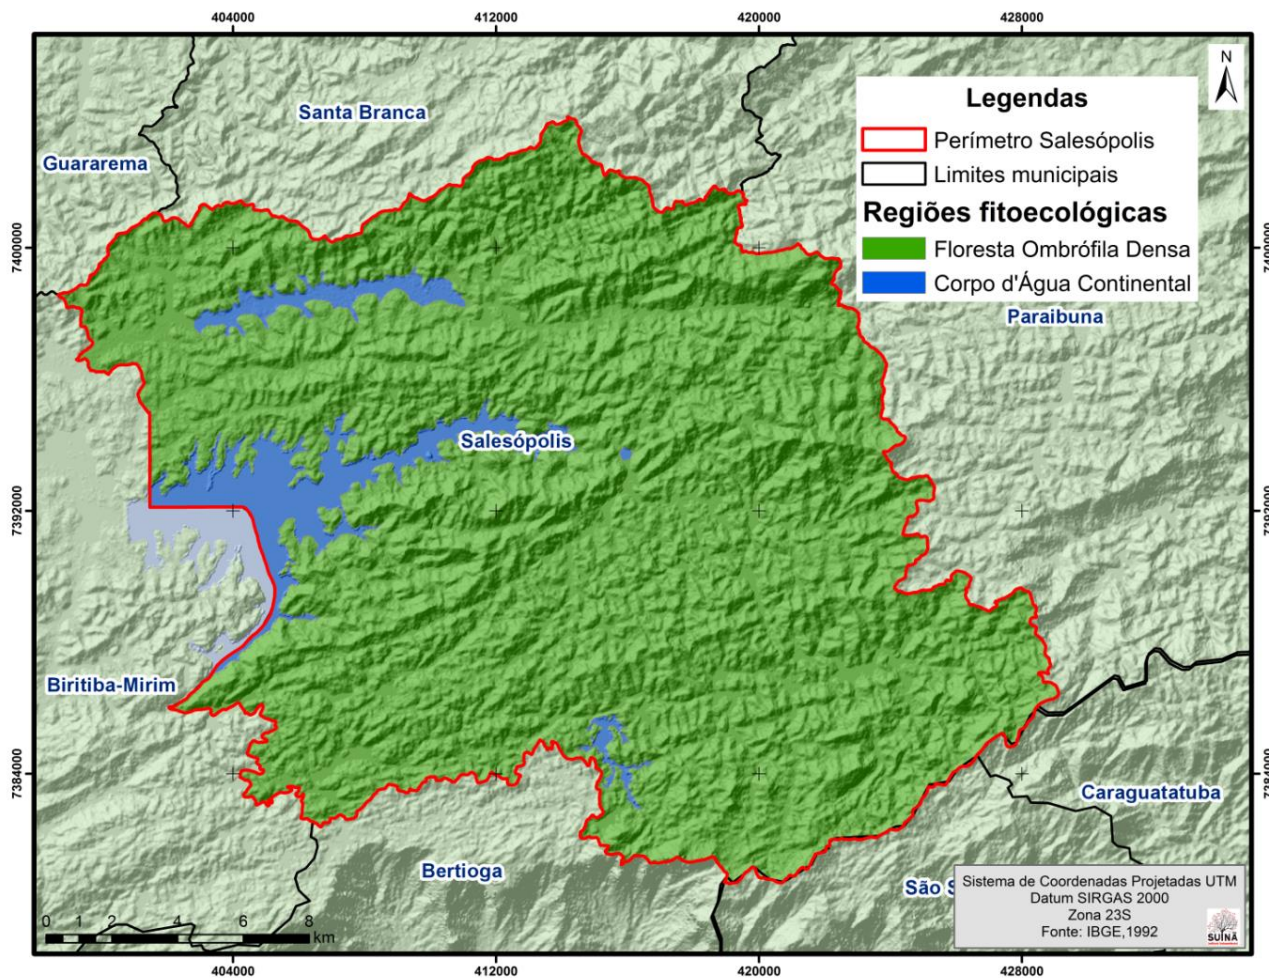 404000
412000
420000
428000
N
Legendas
Perímetro Salesópolis
Limites municipais
Regiões fitoecológicas
Floresta Ombrófila Densa
Corpo d'Água Continental
Santa Branca
Guararema
7400000
7400000
Paraibuna
Salesópolis
7392000
7392000
Biritiba-Mirim
7384000
7384000
Caraguatatuba
Bertioga
São S
Sistema de Coordenadas Projetadas UTM
Datum SIRGAS 2000
Zona 23S
Fonte: IBGE,1992
SUINÃ
0 1 2 4 6 8
km
404000
412000
420000
428000